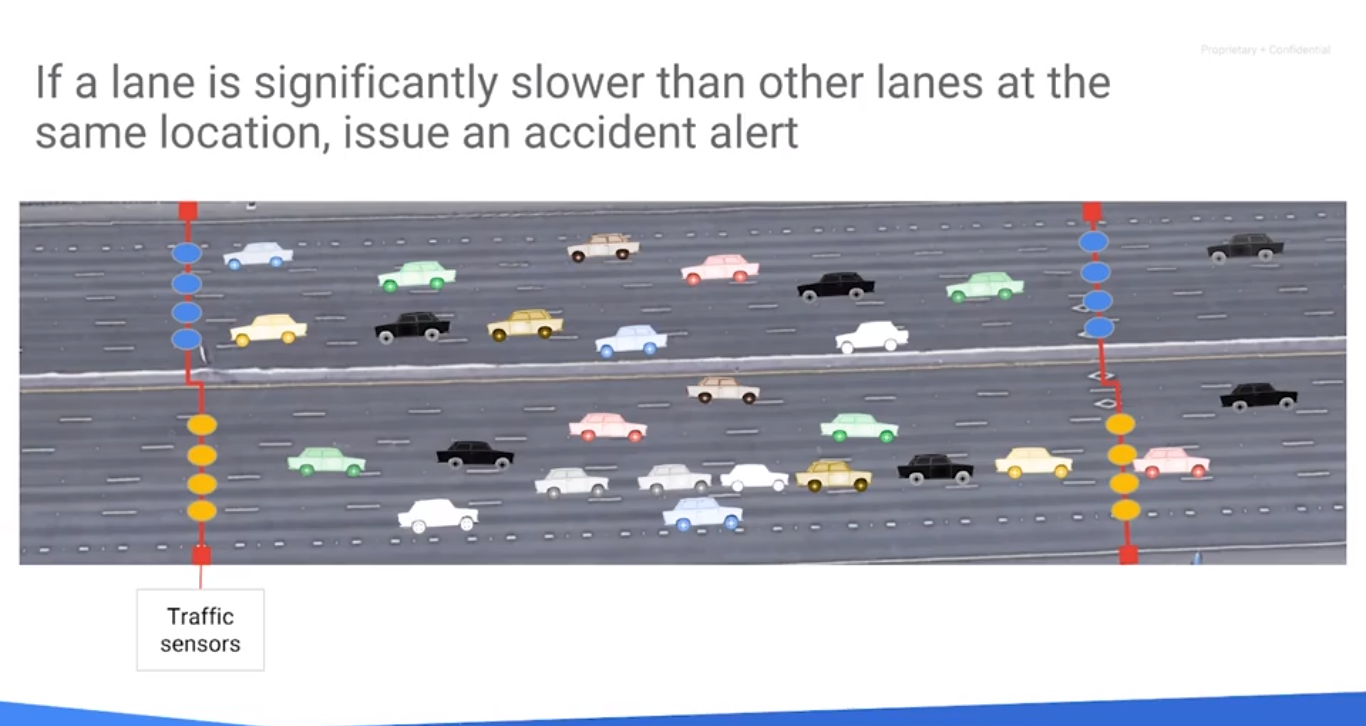 Proprietary + Confidential
If a lane is significantly slower than other lanes at the
same location, issue an accident alert
Traffic
sensors